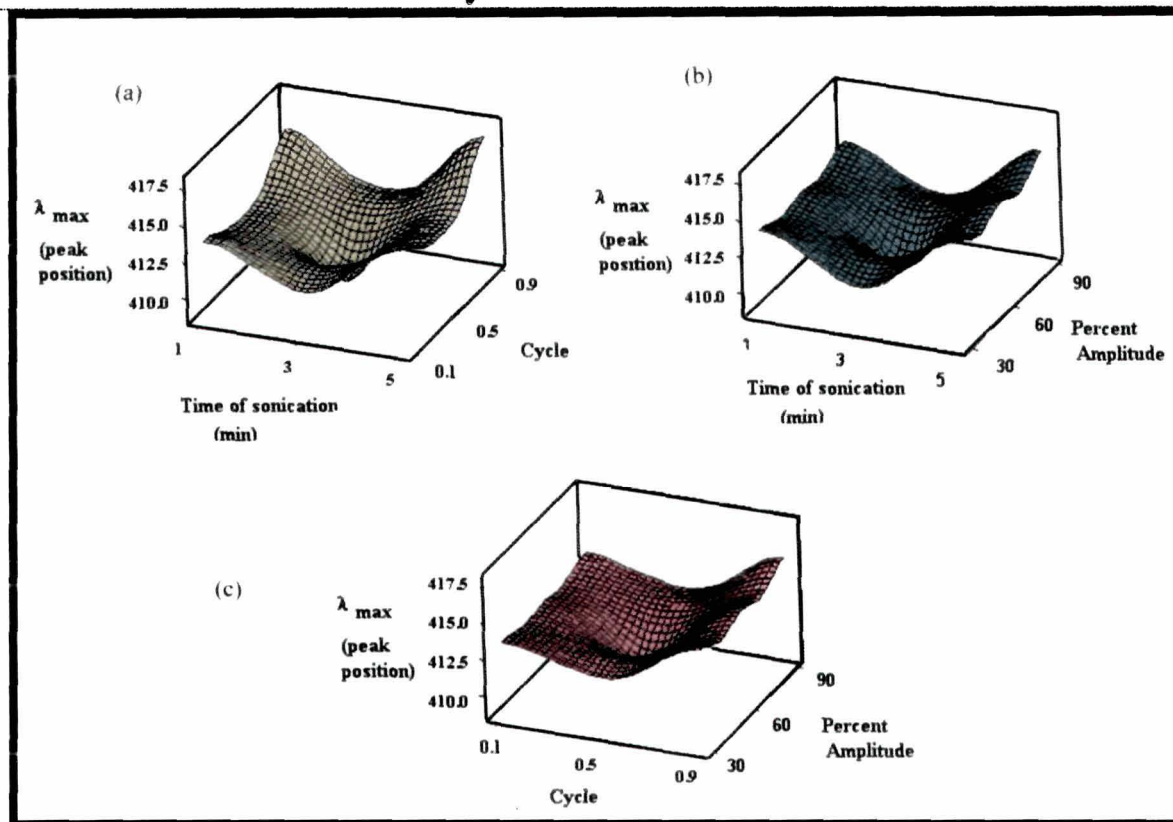 (a)
417.5
λ max
415.0
(peak
position)
412.5
410.0
1
3
5
0.1
0.5
0.9
Cycle
Time of sonication
(min)
(b)
417.5
λ max
415.0
(peak
position)
412.5
410.0
1
3
5
30
60
90
Percent
Amplitude
Time of sonication
(min)
(c)
417.5
λ max
415.0
(peak
position)
412.5
410.0
0.1
0.5
0.9
30
60
90
Percent
Amplitude
Cycle